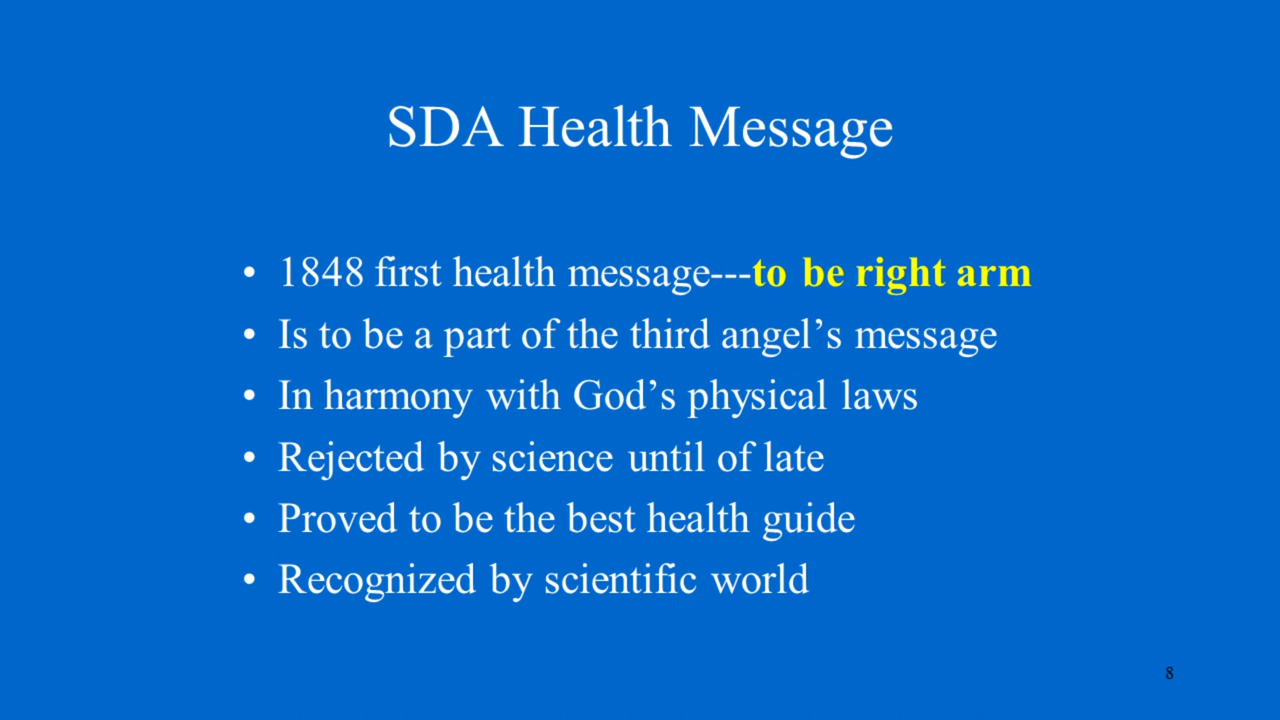 SDA Health Message
• 1848 first health message---to be right arm
• Is to be a part of the third angel’s message
• In harmony with God’s physical laws
• Rejected by science until of late
• Proved to be the best health guide
• Recognized by scientific world
8